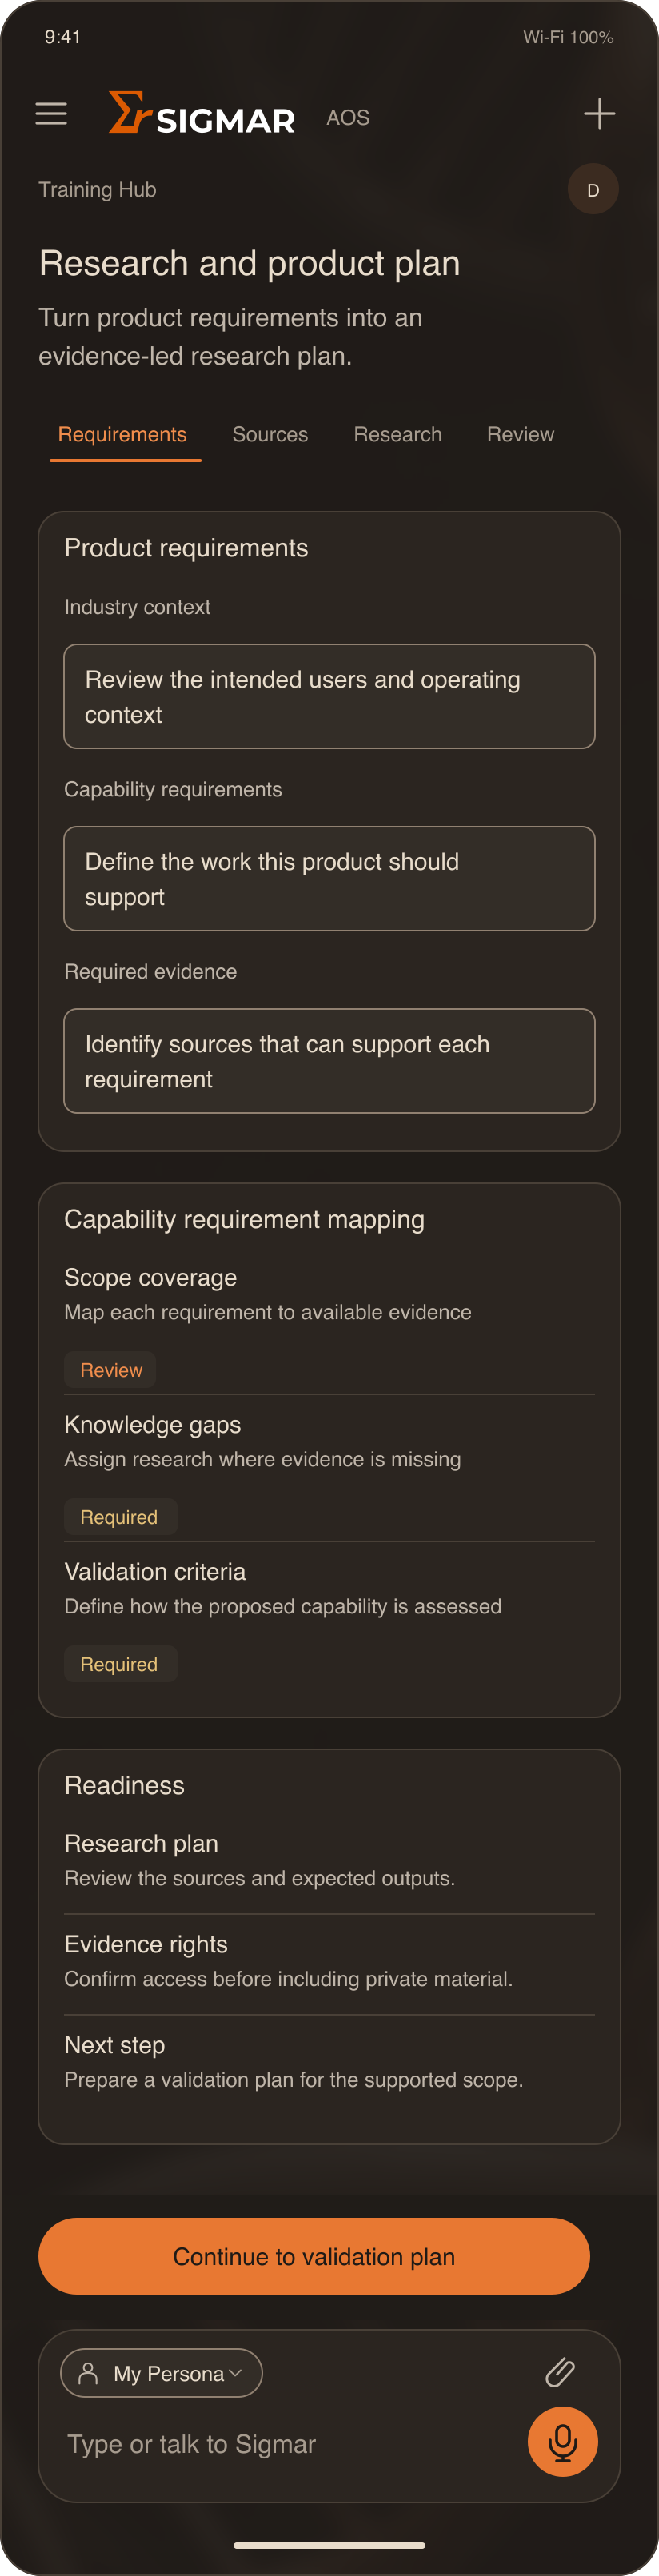 9:41
Wi-Fi 100%
Σr SIGMAR AOS
Training Hub
D
Research and product plan
Turn product requirements into an
evidence-led research plan.
Requirements Sources Research Review
Product requirements
Industry context
Review the intended users and operating
context
Capability requirements
Define the work this product should
support
Required evidence
Identify sources that can support each
requirement
Capability requirement mapping
Scope coverage
Map each requirement to available evidence
Review
Knowledge gaps
Assign research where evidence is missing
Required
Validation criteria
Define how the proposed capability is assessed
Required
Readiness
Research plan
Review the sources and expected outputs.
Evidence rights
Confirm access before including private material.
Next step
Prepare a validation plan for the supported scope.
Continue to validation plan
My Persona
Type or talk to Sigmar